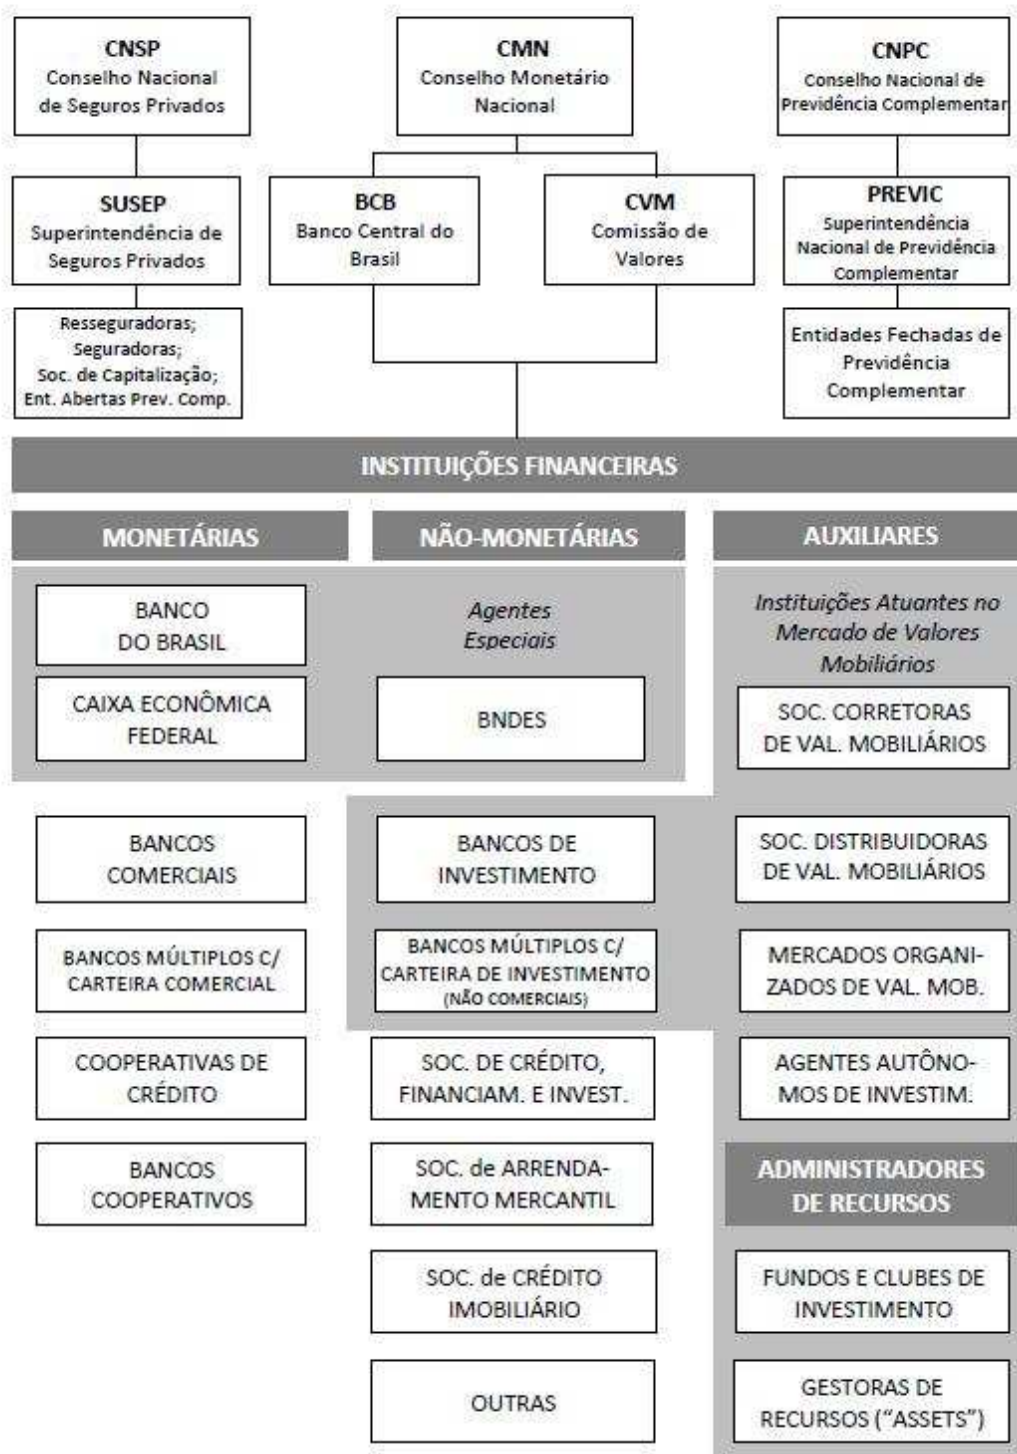 CNSP
Conselho Nacional
de Seguros Privados
CMN
Conselho Monetário
Nacional
CNPC
Conselho Nacional de
Previdência Complementar
SUSEP
Superintendência de
Seguros Privados
BCB
Banco Central do
Brasil
CVM
Comissão de
Valores
PREVIC
Superintendência
Nacional de Previdência
Complementar
Resseguradoras;
Seguradoras;
Soc. de Capitalização;
Ent. Abertas Prev. Comp.
Entidades Fechadas de
Previdência
Complementar
INSTITUIÇÕES FINANCEIRAS
MONETÁRIAS
NÃO-MONETÁRIAS
AUXILIARES
BANCO
DO BRASIL
Agentes
Especiais
Instituições Atuantes no
Mercado de Valores
Mobiliários
CAIXA ECONÔMICA
FEDERAL
BNDES
SOC. CORRETORAS
DE VAL. MOBILIÁRIOS
BANCOS
COMERCIAIS
BANCOS DE
INVESTIMENTO
SOC. DISTRIBUIDORAS
DE VAL. MOBILIÁRIOS
BANCOS MÚLTIPLOS C/
CARTEIRA COMERCIAL
BANCOS MÚLTIPLOS C/
CARTEIRA DE INVESTIMENTO
(NÃO COMERCIAIS)
MERCADOS ORGANI-
ZADOS DE VAL. MOB.
COOPERATIVAS DE
CRÉDITO
SOC. DE CRÉDITO,
FINANCIAM. E INVEST.
AGENTES AUTÔNO-
MOS DE INVESTIM.
BANCOS
COOPERATIVOS
SOC. de ARRENDA-
MENTO MERCANTIL
ADMINISTRADORES
DE RECURSOS
SOC. de CRÉDITO
IMOBILIÁRIO
FUNDOS E CLUBES DE
INVESTIMENTO
OUTRAS
GESTORAS DE
RECURSOS (“ASSETS”)